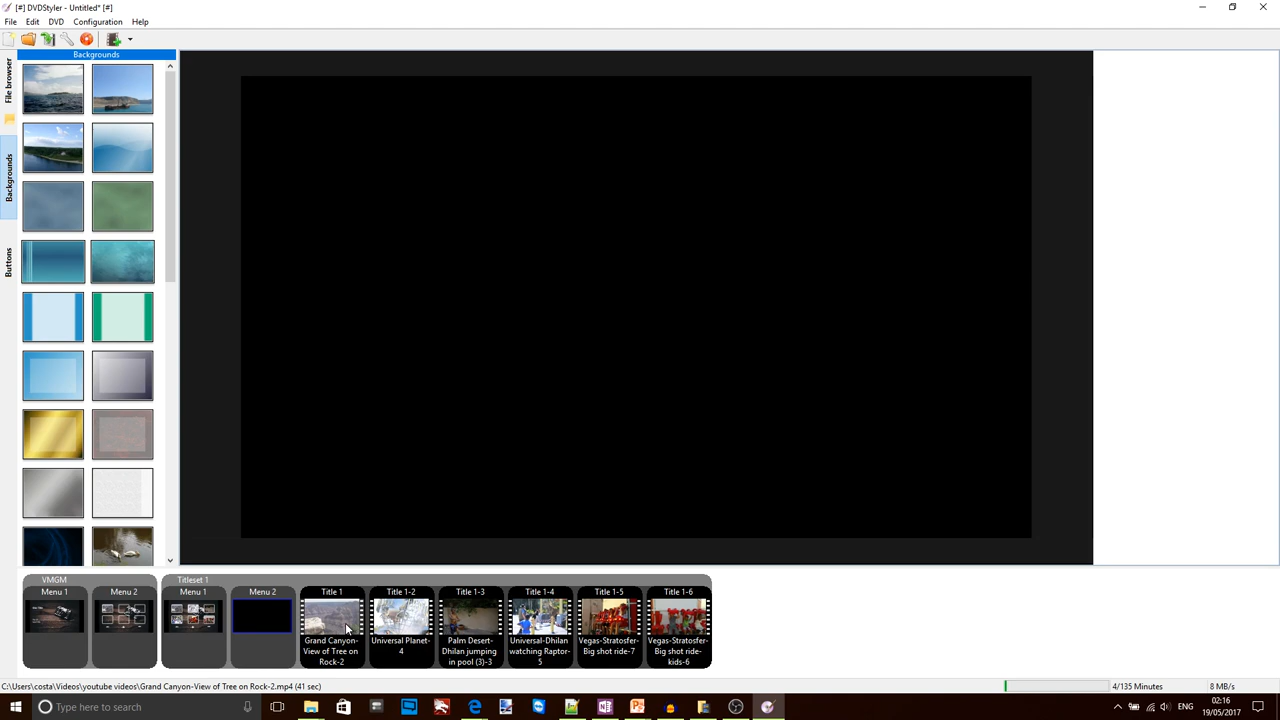 [#] DVDStyler - Untitled* [#]
File Edit DVD Configuration Help
Backgrounds
File browser
Backgrounds
Buttons
VMGM
Titleset 1
Menu 1
Menu 2
Menu 1
Menu 2
Title 1
Title 1-2
Title 1-3
Title 1-4
Title 1-5
Title 1-6
Grand Canyon-
View of Tree on
Rock-2
Universal Planet-
4
Palm Desert-
Dhilan jumping
in pool (3)-3
Universal-Dhilan
watching Raptor-
5
Vegas-Stratosfer-
Big shot ride-7
Vegas-Stratosfer-
Big shot ride-
kids-6
C:\Users\costa\Videos\youtube videos\Grand Canyon-View of Tree on Rock-2.mp4 (41 sec)
4/135 Minutes
8 MB/s
Type here to search
02:16
19/05/2017